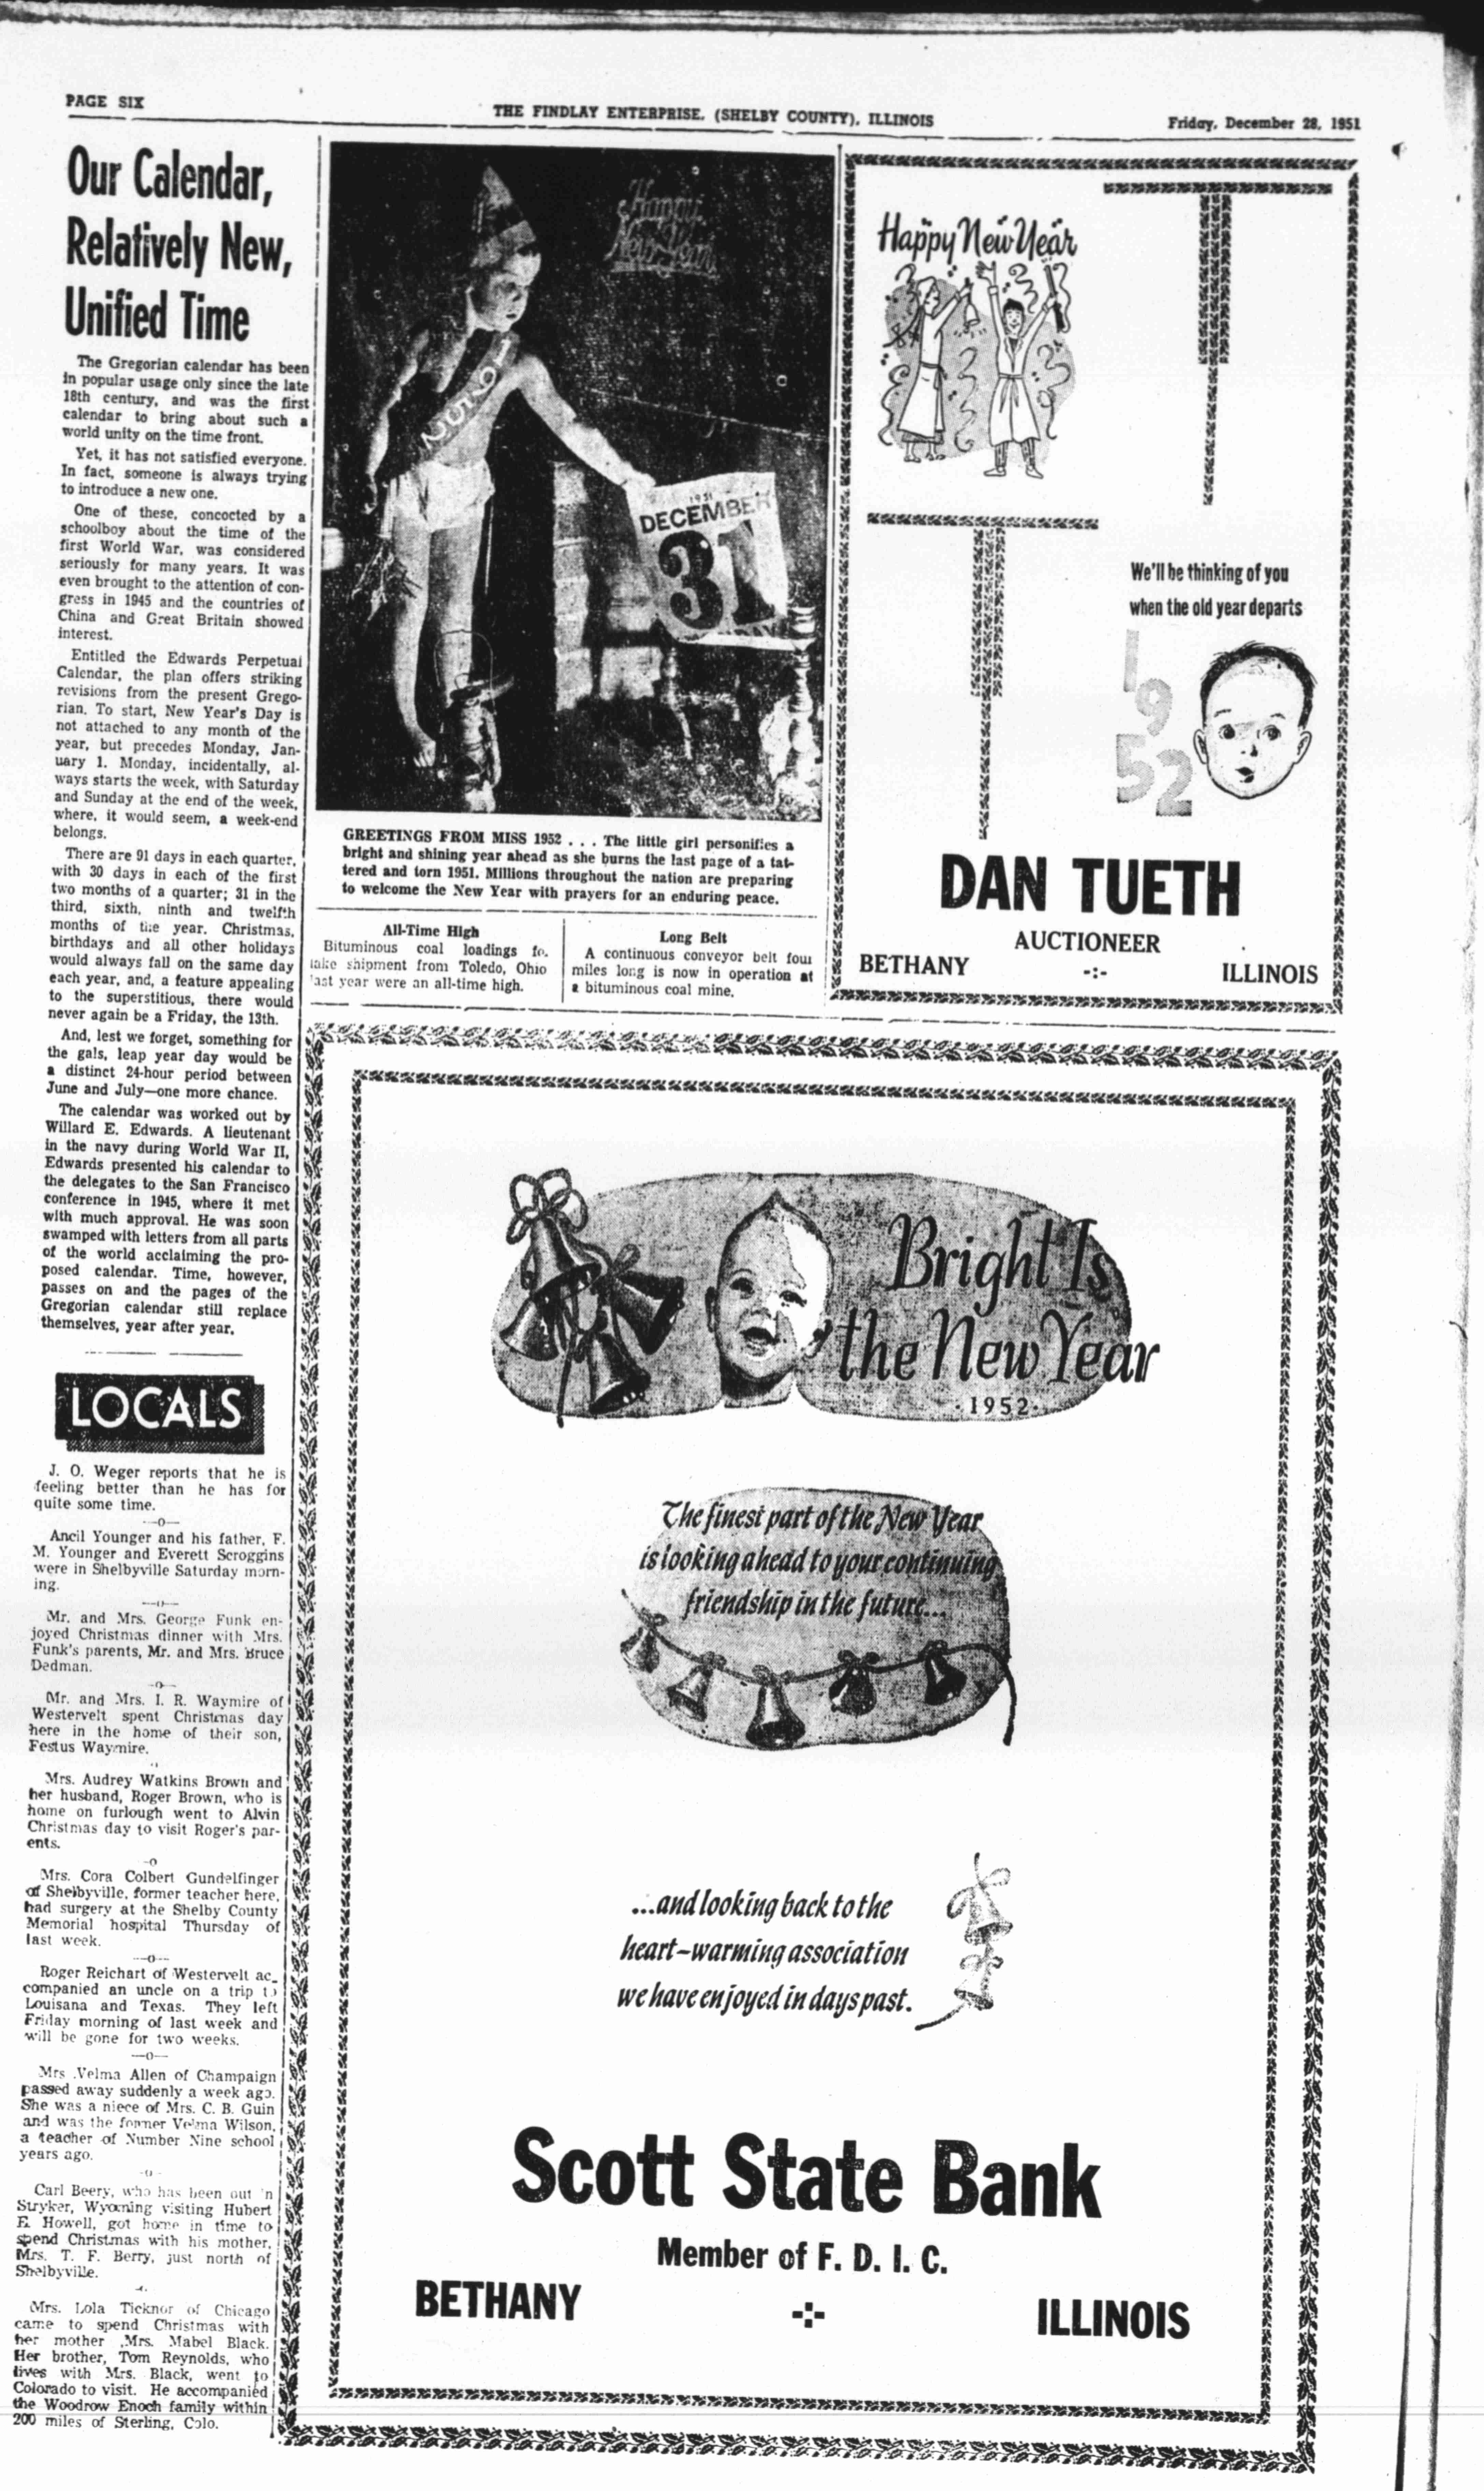 PAGE SIX
THE FINDLAY ENTERPRISE, (SHELBY COUNTY), ILLINOIS
Friday, December 28, 1951
Our Calendar,
Relatively New,
Unified Time
The Gregorian calendar has been
in popular usage only since the late
18th century, and was the first
calendar to bring about such a
world unity on the time front.
Yet, it has not satisfied everyone.
In fact, someone is always trying
to introduce a new one.
One of these, concocted by a
schoolboy about the time of the
first World War, was considered
seriously for many years. It was
even brought to the attention of con-
gress in 1945 and the countries of
China and Great Britain showed
interest.
Entitled the Edwards Perpetual
Calendar, the plan offers striking
revisions from the present Grego-
rian. To start, New Year's Day is
not attached to any month of the
year, but precedes Monday, Jan-
uary 1. Monday, incidentally, al-
ways starts the week, with Saturday
and Sunday at the end of the week,
where, it would seem, a week-end
belongs.
There are 91 days in each quarter,
with 30 days in each of the first
two months of a quarter; 31 in the
third, sixth, ninth and twelfth
months of the year. Christmas,
birthdays and all other holidays
would always fall on the same day
each year, and, a feature appealing
to the superstitious, there would
never again be a Friday, the 13th.
And, lest we forget, something for
the gals, leap year day would be
a distinct 24-hour period between
June and July—one more chance.
The calendar was worked out by
Willard E. Edwards. A lieutenant
in the navy during World War II,
Edwards presented his calendar to
the delegates to the San Francisco
conference in 1945, where it met
with much approval. He was soon
swamped with letters from all parts
of the world acclaiming the pro-
posed calendar. Time, however,
passes on and the pages of the
Gregorian calendar still replace
themselves, year after year.
LOCALS
J. O. Weger reports that he is
feeling better than he has for
quite some time.
—o—
Ancil Younger and his father, F.
M. Younger and Everett Scroggins
were in Shelbyville Saturday morn-
ing.
—o—
Mr. and Mrs. George Funk en-
joyed Christmas dinner with Mrs.
Funk's parents, Mr. and Mrs. Bruce
Dedman.
—o—
Mr. and Mrs. I. R. Waymire of
Westervelt spent Christmas day
here in the home of their son,
Festus Waymire.
Mrs. Audrey Watkins Brown and
her husband, Roger Brown, who is
home on furlough went to Alvin
Christmas day to visit Roger's par-
ents.
-o
Mrs. Cora Colbert Gundelfinger
of Shelbyville, former teacher here,
had surgery at the Shelby County
Memorial hospital Thursday of
last week.
—o—
Roger Reichart of Westervelt ac_
companied an uncle on a trip to
Louisana and Texas. They left
Friday morning of last week and
will be gone for two weeks.
—o—
Mrs .Velma Allen of Champaign
passed away suddenly a week ago.
She was a niece of Mrs. C. B. Guin
and was the former Velma Wilson,
a teacher of Number Nine school
years ago.
-o-
Carl Beery, who has been out in
Stryker, Wyoming visiting Hubert
E. Howell, got home in time to
spend Christmas with his mother,
Mrs. T. F. Berry, just north of
Shelbyville.
Mrs. Lola Ticknor of Chicago
came to spend Christmas with
her mother ,Mrs. Mabel Black.
Her brother, Tom Reynolds, who
lives with Mrs. Black, went to
Colorado to visit. He accompanied
the Woodrow Enoch family within
200 miles of Sterling, Colo.
Happy
New Year
1952
1951
DECEMBER
31
GREETINGS FROM MISS 1952 . . . The little girl personifies a
bright and shining year ahead as she burns the last page of a tat-
tered and torn 1951. Millions throughout the nation are preparing
to welcome the New Year with prayers for an enduring peace.
All-Time High
Bituminous coal loadings fo.
lake shipment from Toledo, Ohio
last year were an all-time high.
Long Belt
A continuous conveyor belt four
miles long is now in operation at
a bituminous coal mine.
Happy New Year
We'll be thinking of you
when the old year departs
1952
DAN TUETH
AUCTIONEER
BETHANY -:- ILLINOIS
Bright Is
the New Year
·1952·
The finest part of the New Year
is looking ahead to your continuing
friendship in the future...
...and looking back to the
heart-warming association
we have enjoyed in days past.
Scott State Bank
Member of F. D. I. C.
BETHANY -:- ILLINOIS